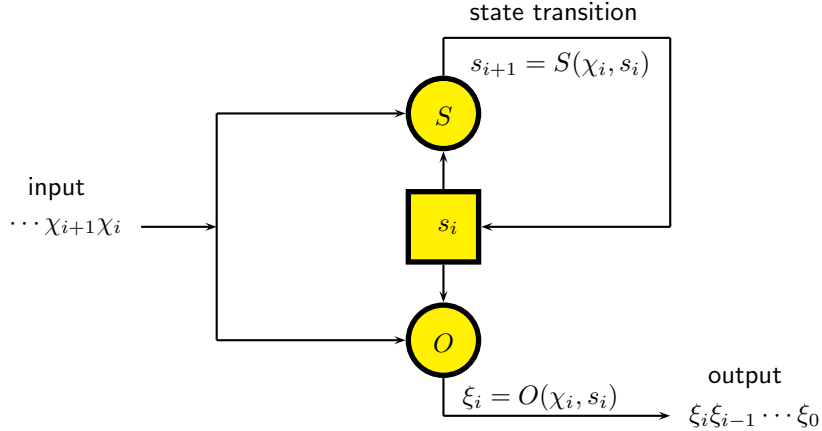 state transition
s_{i+1} = S(χ_i, s_i)
S
input
⋯ χ_{i+1}χ_i
s_i
O
ξ_i = O(χ_i, s_i)
output
ξ_iξ_{i−1} ⋯ ξ_0